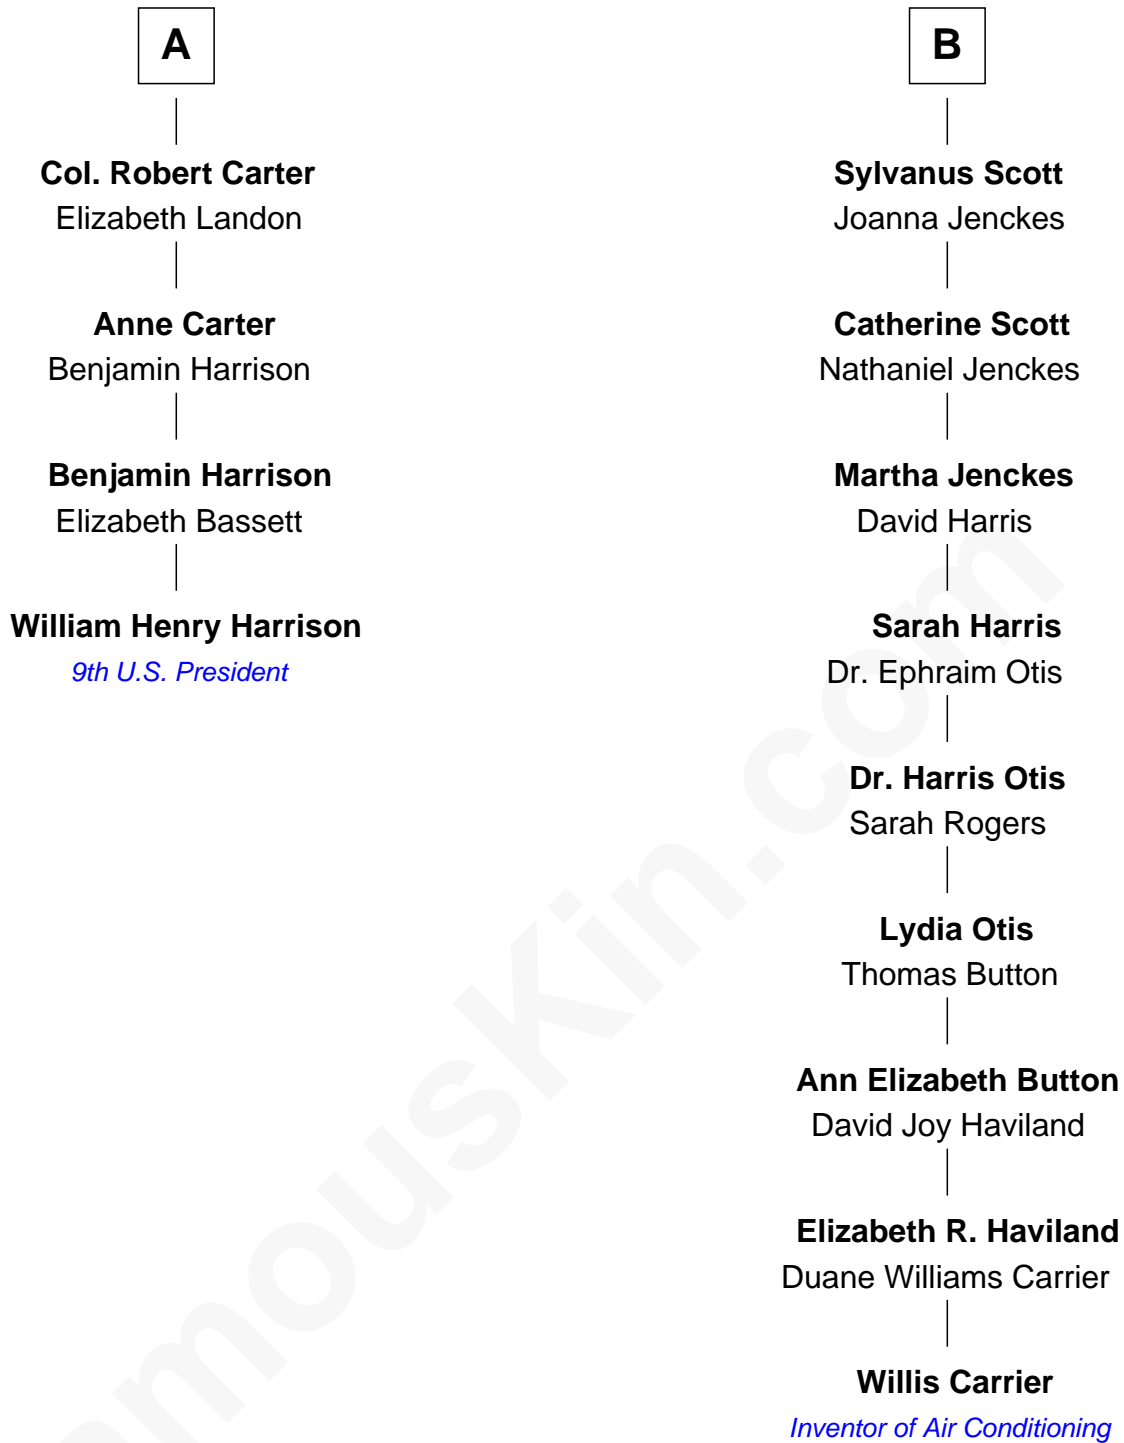 A
Col. Robert Carter
Elizabeth Landon
Anne Carter
Benjamin Harrison
Benjamin Harrison
Elizabeth Bassett
William Henry Harrison
9th U.S. President
B
Sylvanus Scott
Joanna Jenckes
Catherine Scott
Nathaniel Jenckes
Martha Jenckes
David Harris
Sarah Harris
Dr. Ephraim Otis
Dr. Harris Otis
Sarah Rogers
Lydia Otis
Thomas Button
Ann Elizabeth Button
David Joy Haviland
Elizabeth R. Haviland
Duane Williams Carrier
Willis Carrier
Inventor of Air Conditioning
amouskin.com